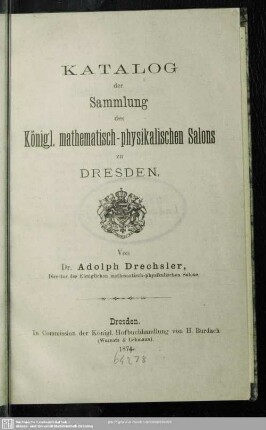 KATALOG
der
Sammlung
des
Königl. mathematisch-physikalischen Salons
zu
DRESDEN.
Von
Dr. Adolph Drechsler,
Director des Königlichen mathematisch-physikalischen Salons.
Dresden.
In Commission der Königl. Hofbuchhandlung von H. Burdach
(Warnatz & Lehmann)
1874.